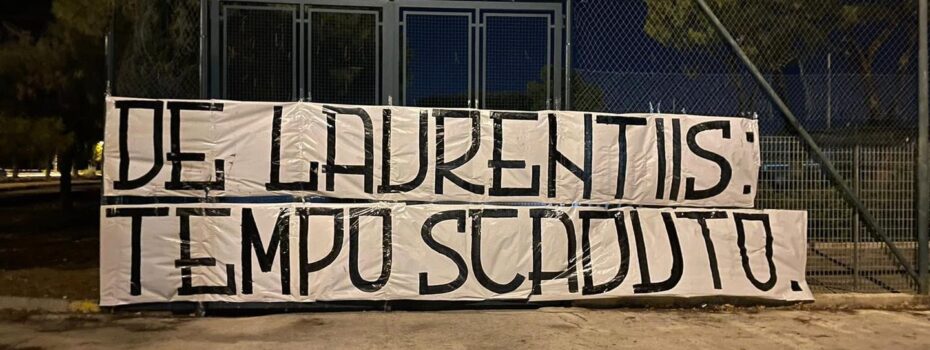 DE LAURENTIIS:
TEMPO SCADUTO.